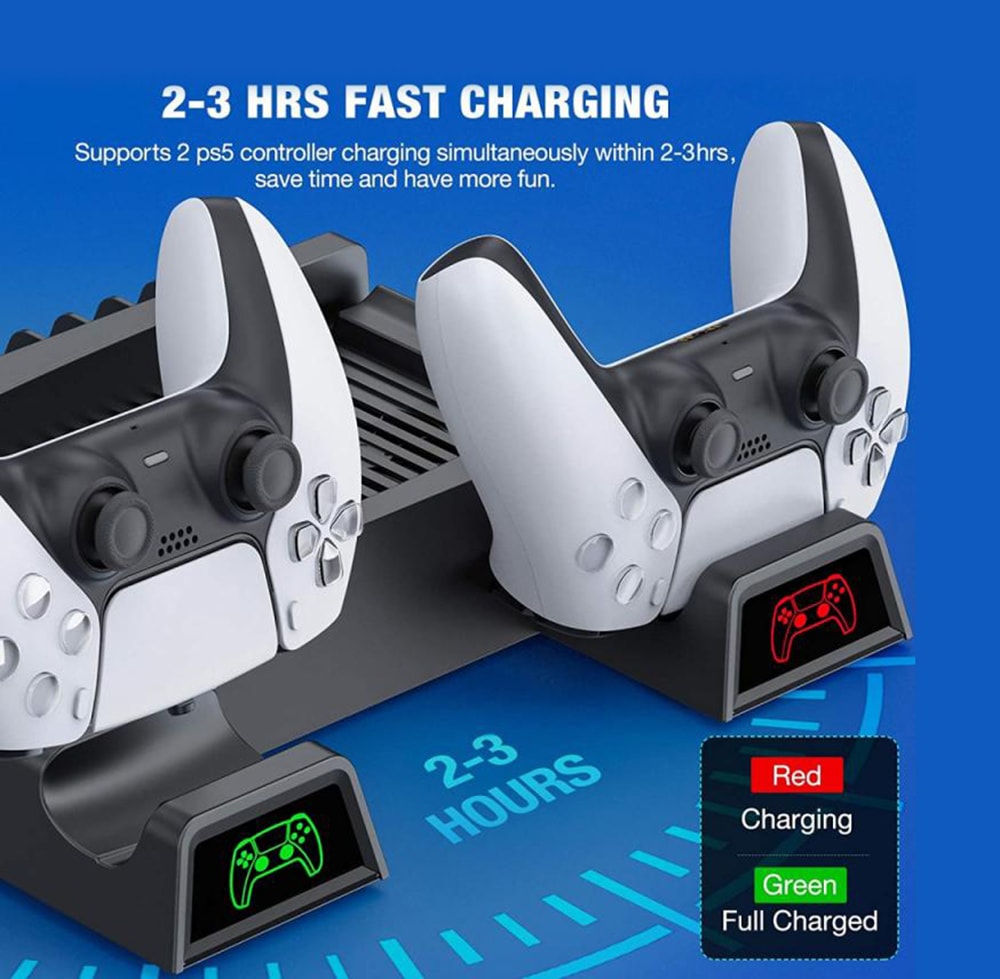 2-3 HRS FAST CHARGING
Supports 2 ps5 controller charging simultaneously within 2-3hrs,
save time and have more fun.
2-3
HOURS
Red
Charging
Green
Full Charged